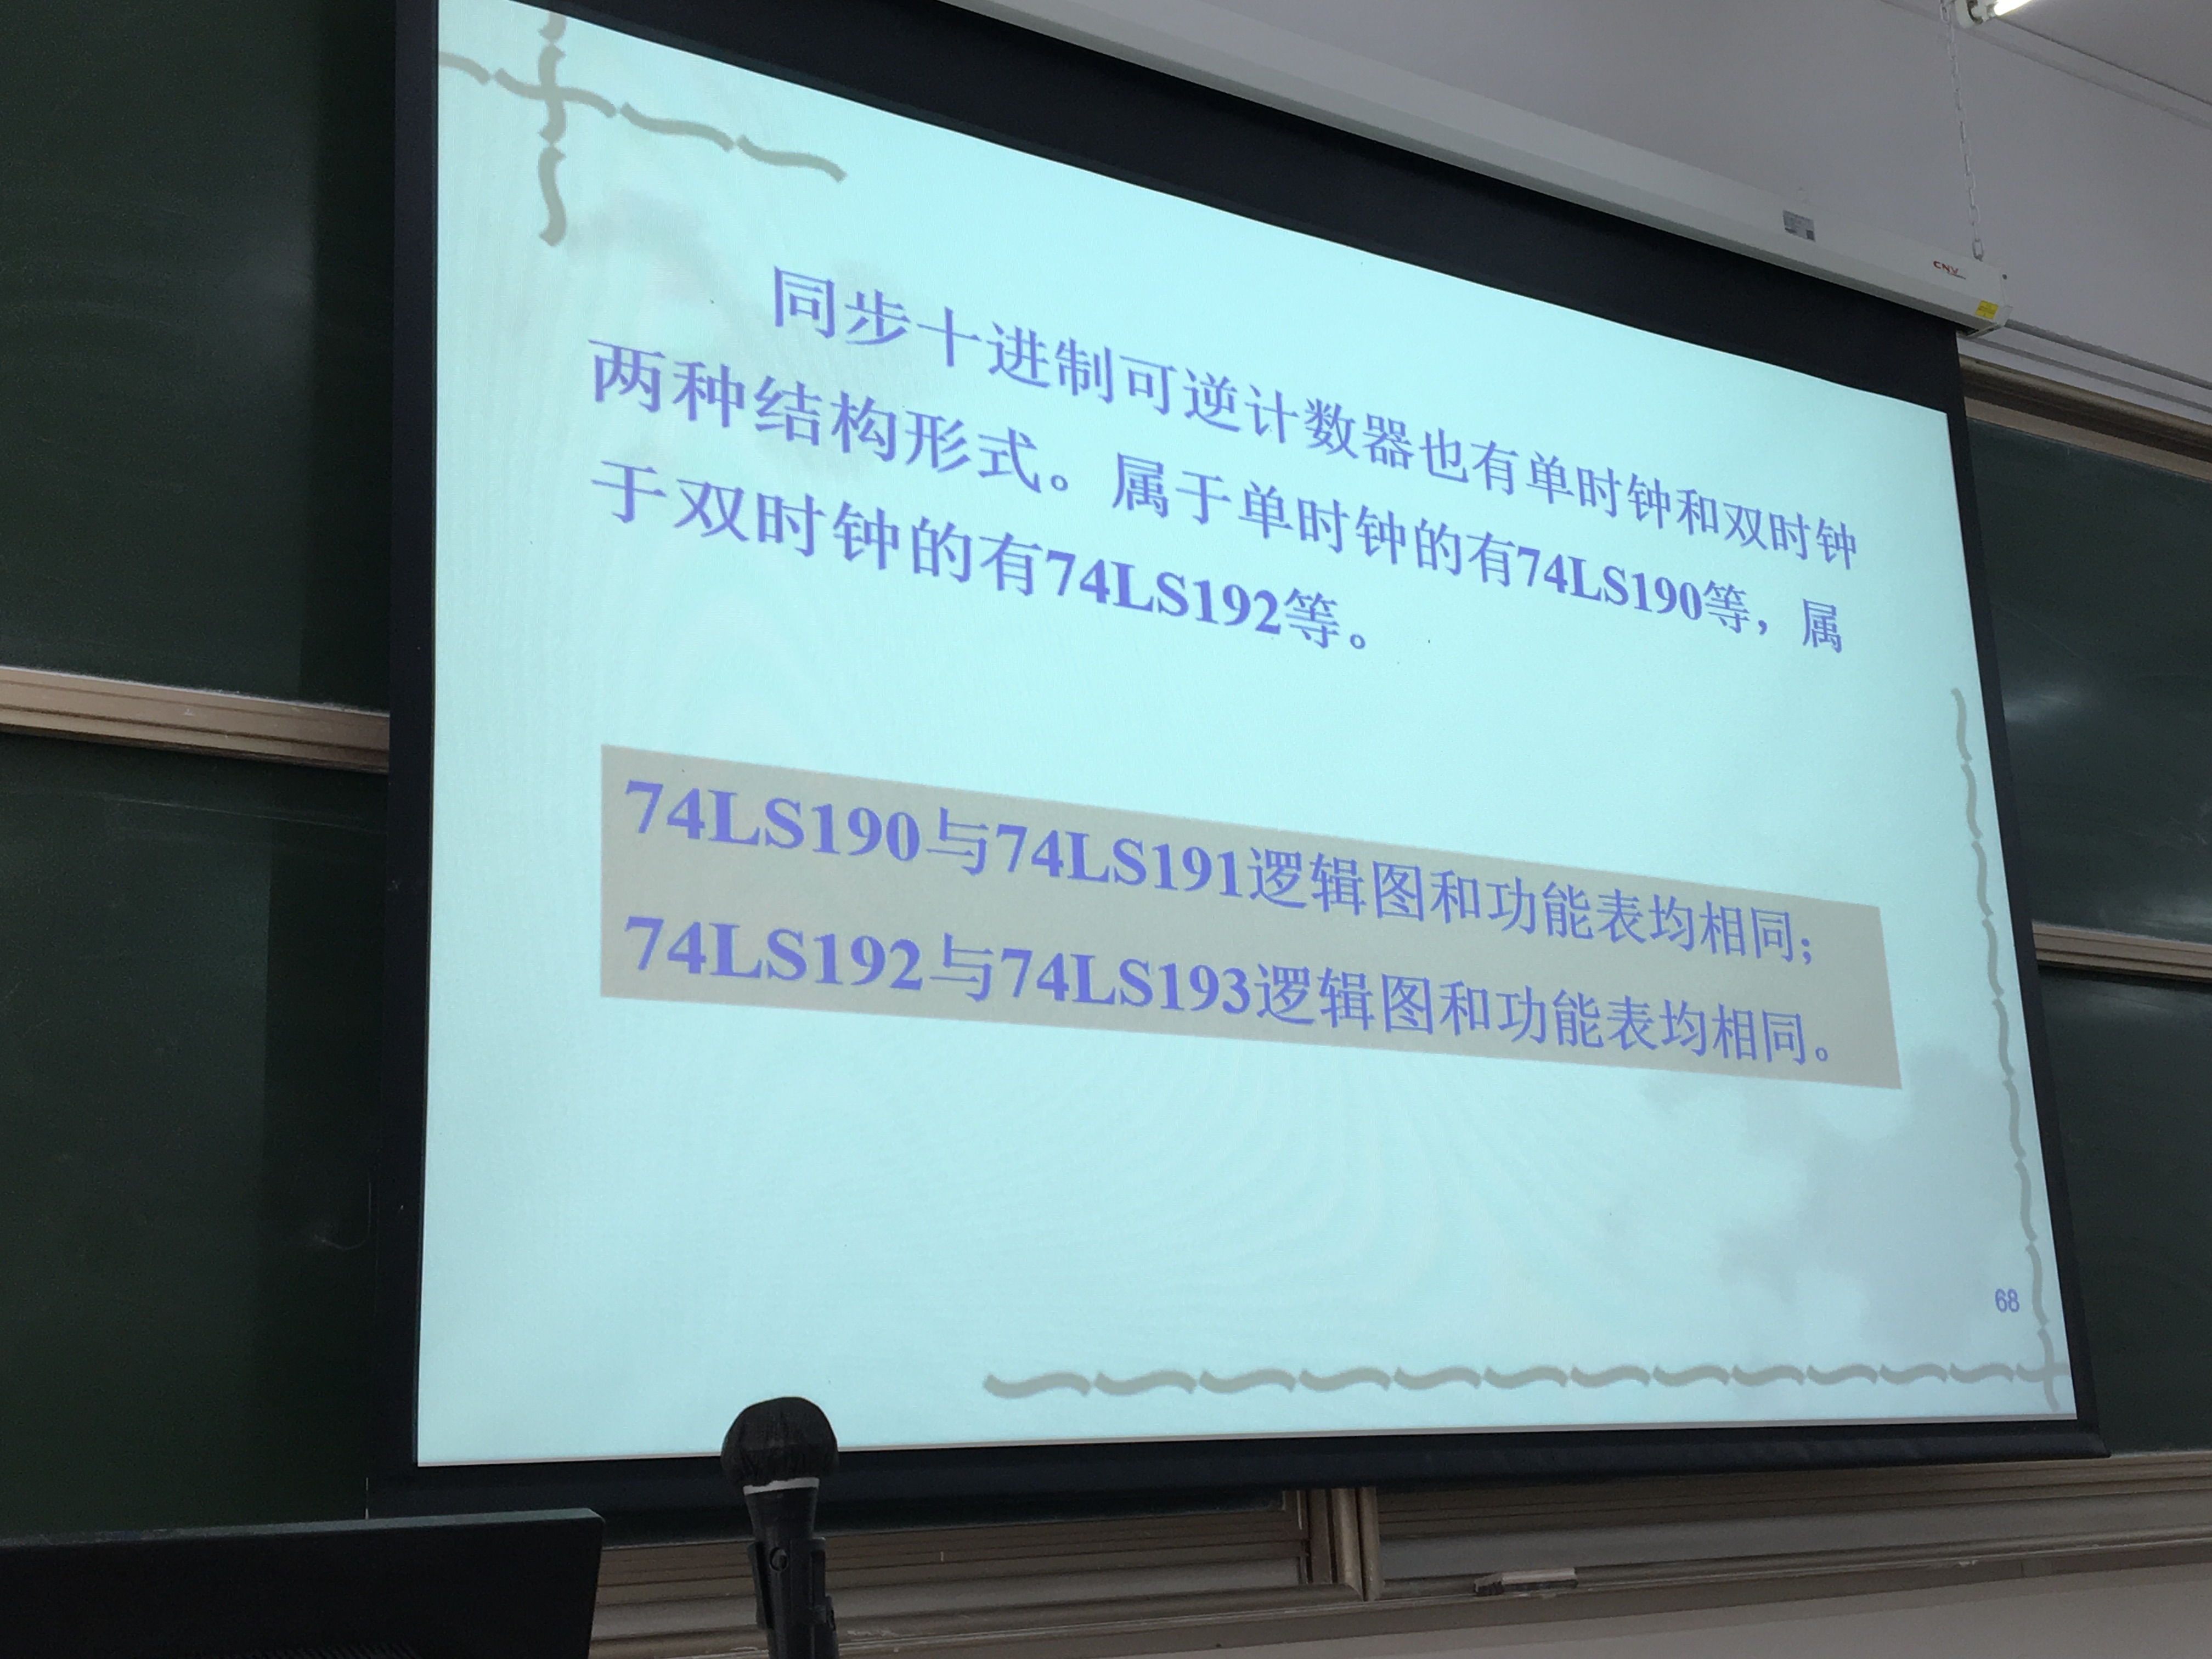 同步十进制可逆计数器也有单时钟和双时钟
两种结构形式。属于单时钟的有74LS190等，属
于双时钟的有74LS192等。
74LS190与74LS191逻辑图和功能表均相同；
74LS192与74LS193逻辑图和功能表均相同。
68
CNV